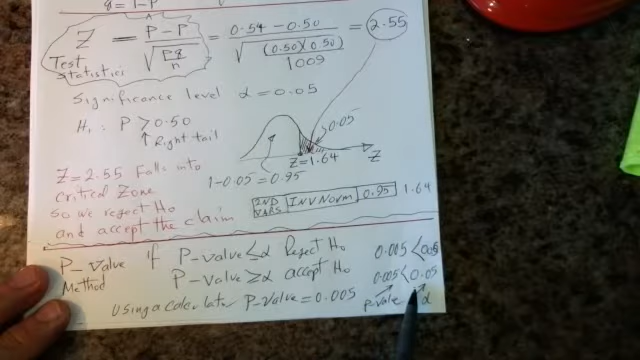 q = 1-P
Z = P̂ - P / √(Pq/n) = 0.54 - 0.50 / √((0.50)(0.50)/1009) = 2.55
Test
Statistics
Significance level α = 0.05
H₁: P > 0.50
↑ Right tail
0.05
Z = 1.64
Z
Z = 2.55 Falls into
critical Zone
1-0.05 = 0.95
so we reject H₀
and accept the claim
2ND VARS INVNorm 0.95 1.64
P-value Method
if P-value < α Reject H₀ 0.005 < 0.05
P-value ≥ α accept H₀ 0.005 < 0.05
Using a calculator P-value = 0.005 P-value α